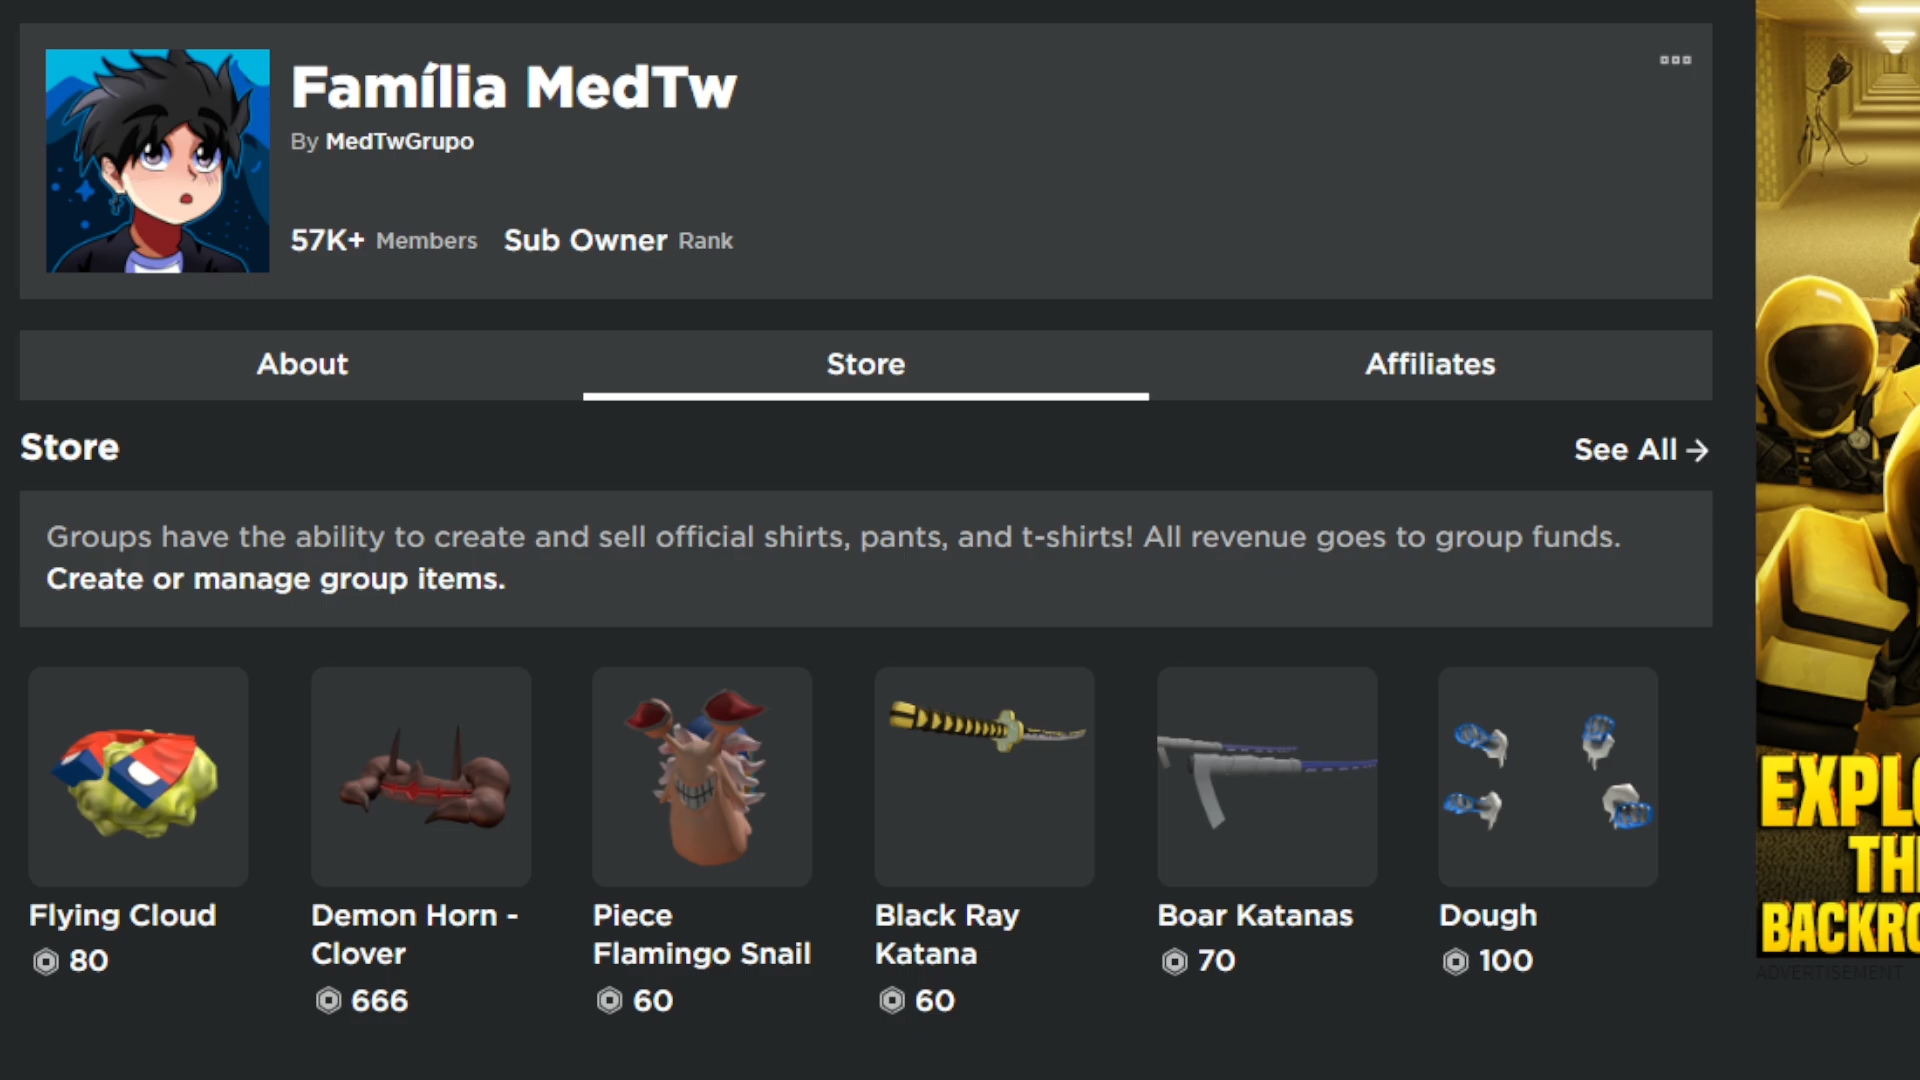 Família MedTw
By MedTwGrupo
57K+ Members Sub Owner Rank
About Store Affiliates
Store
See All →
Groups have the ability to create and sell official shirts, pants, and t-shirts! All revenue goes to group funds.
Create or manage group items.
Flying Cloud
80
Demon Horn -
Clover
666
Piece
Flamingo Snail
60
Black Ray
Katana
60
Boar Katanas
70
Dough
100
EXPLO
TH
BACKRO
ADVERTISEMENT